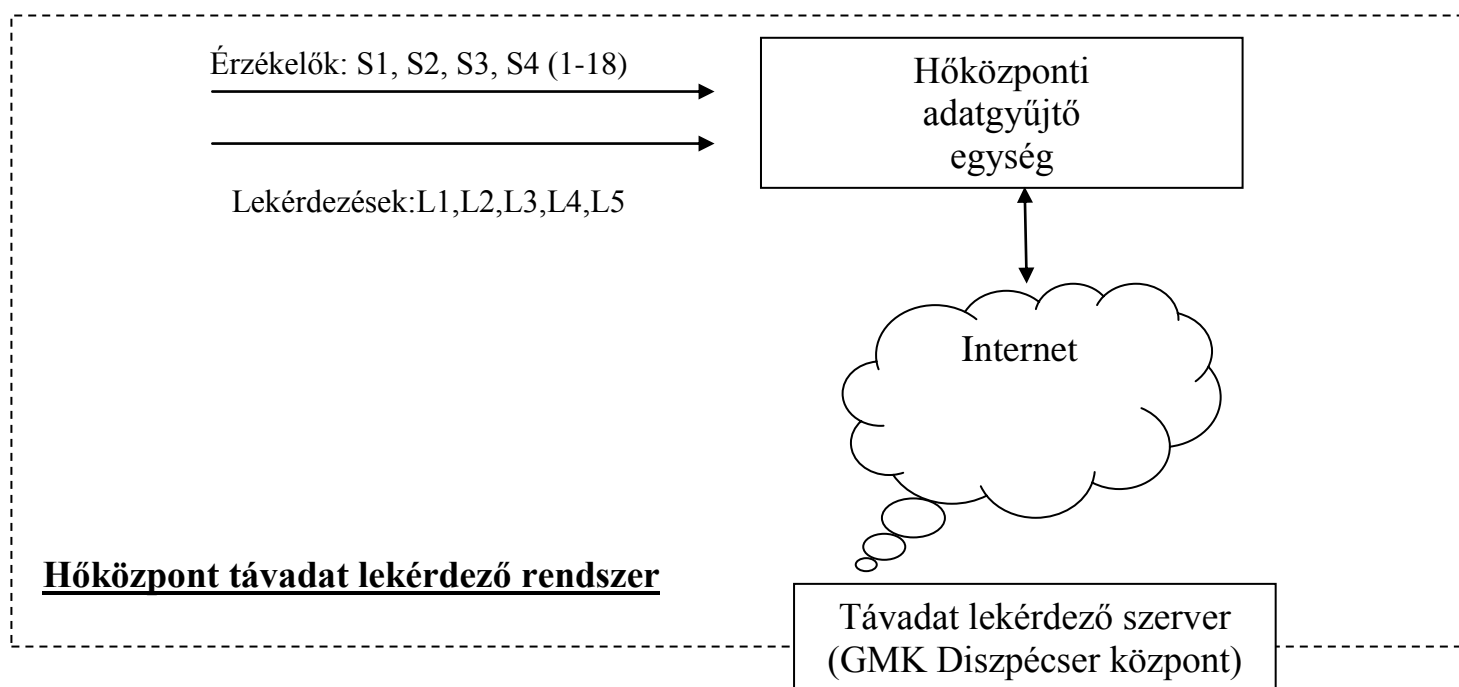 Érzékelők: S1, S2, S3, S4 (1-18)
Lekérdezések:L1,L2,L3,L4,L5
Hőközponti
adatgyűjtő
egység
Internet
Hőközpont távadat lekérdező rendszer
Távadat lekérdező szerver
(GMK Diszpécser központ)